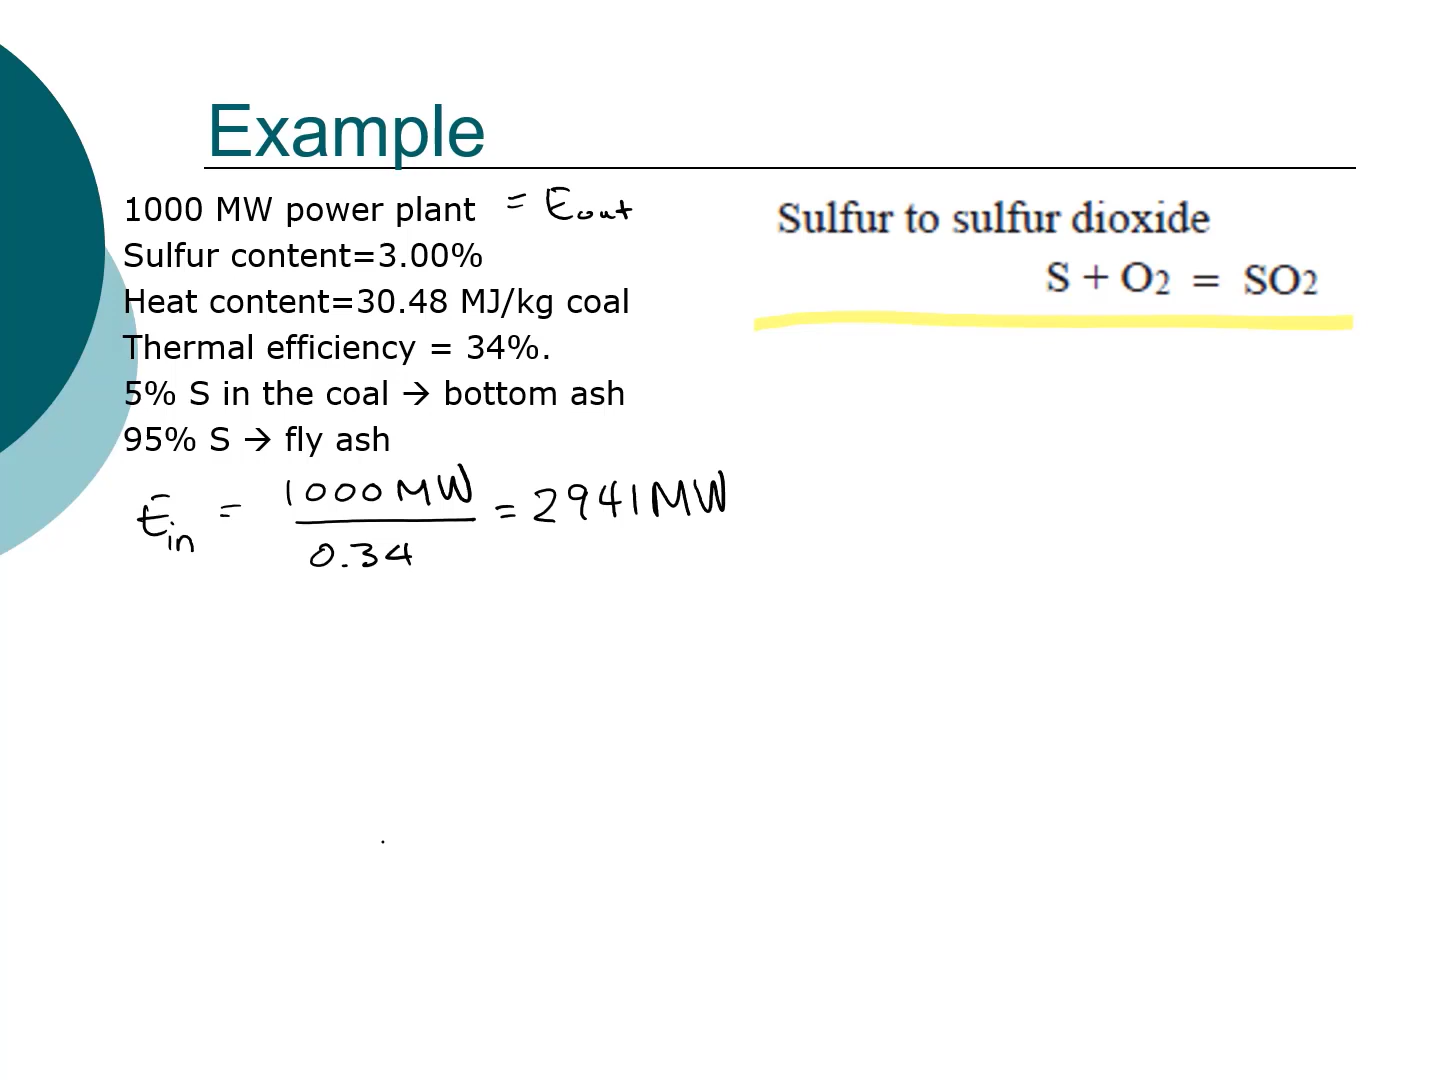 Example
1000 MW power plant = Eout
Sulfur content=3.00%
Heat content=30.48 MJ/kg coal
Thermal efficiency = 34%.
5% S in the coal → bottom ash
95% S → fly ash
Ein = 1000 MW / 0.34 = 2941 MW
Sulfur to sulfur dioxide
S + O2 = SO2